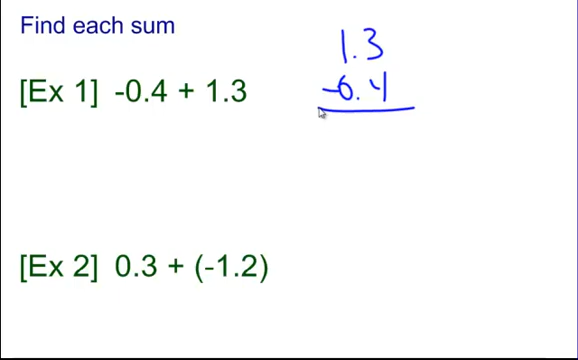 Find each sum
1.3
[Ex 1] -0.4 + 1.3
-0.4
[Ex 2] 0.3 + (-1.2)